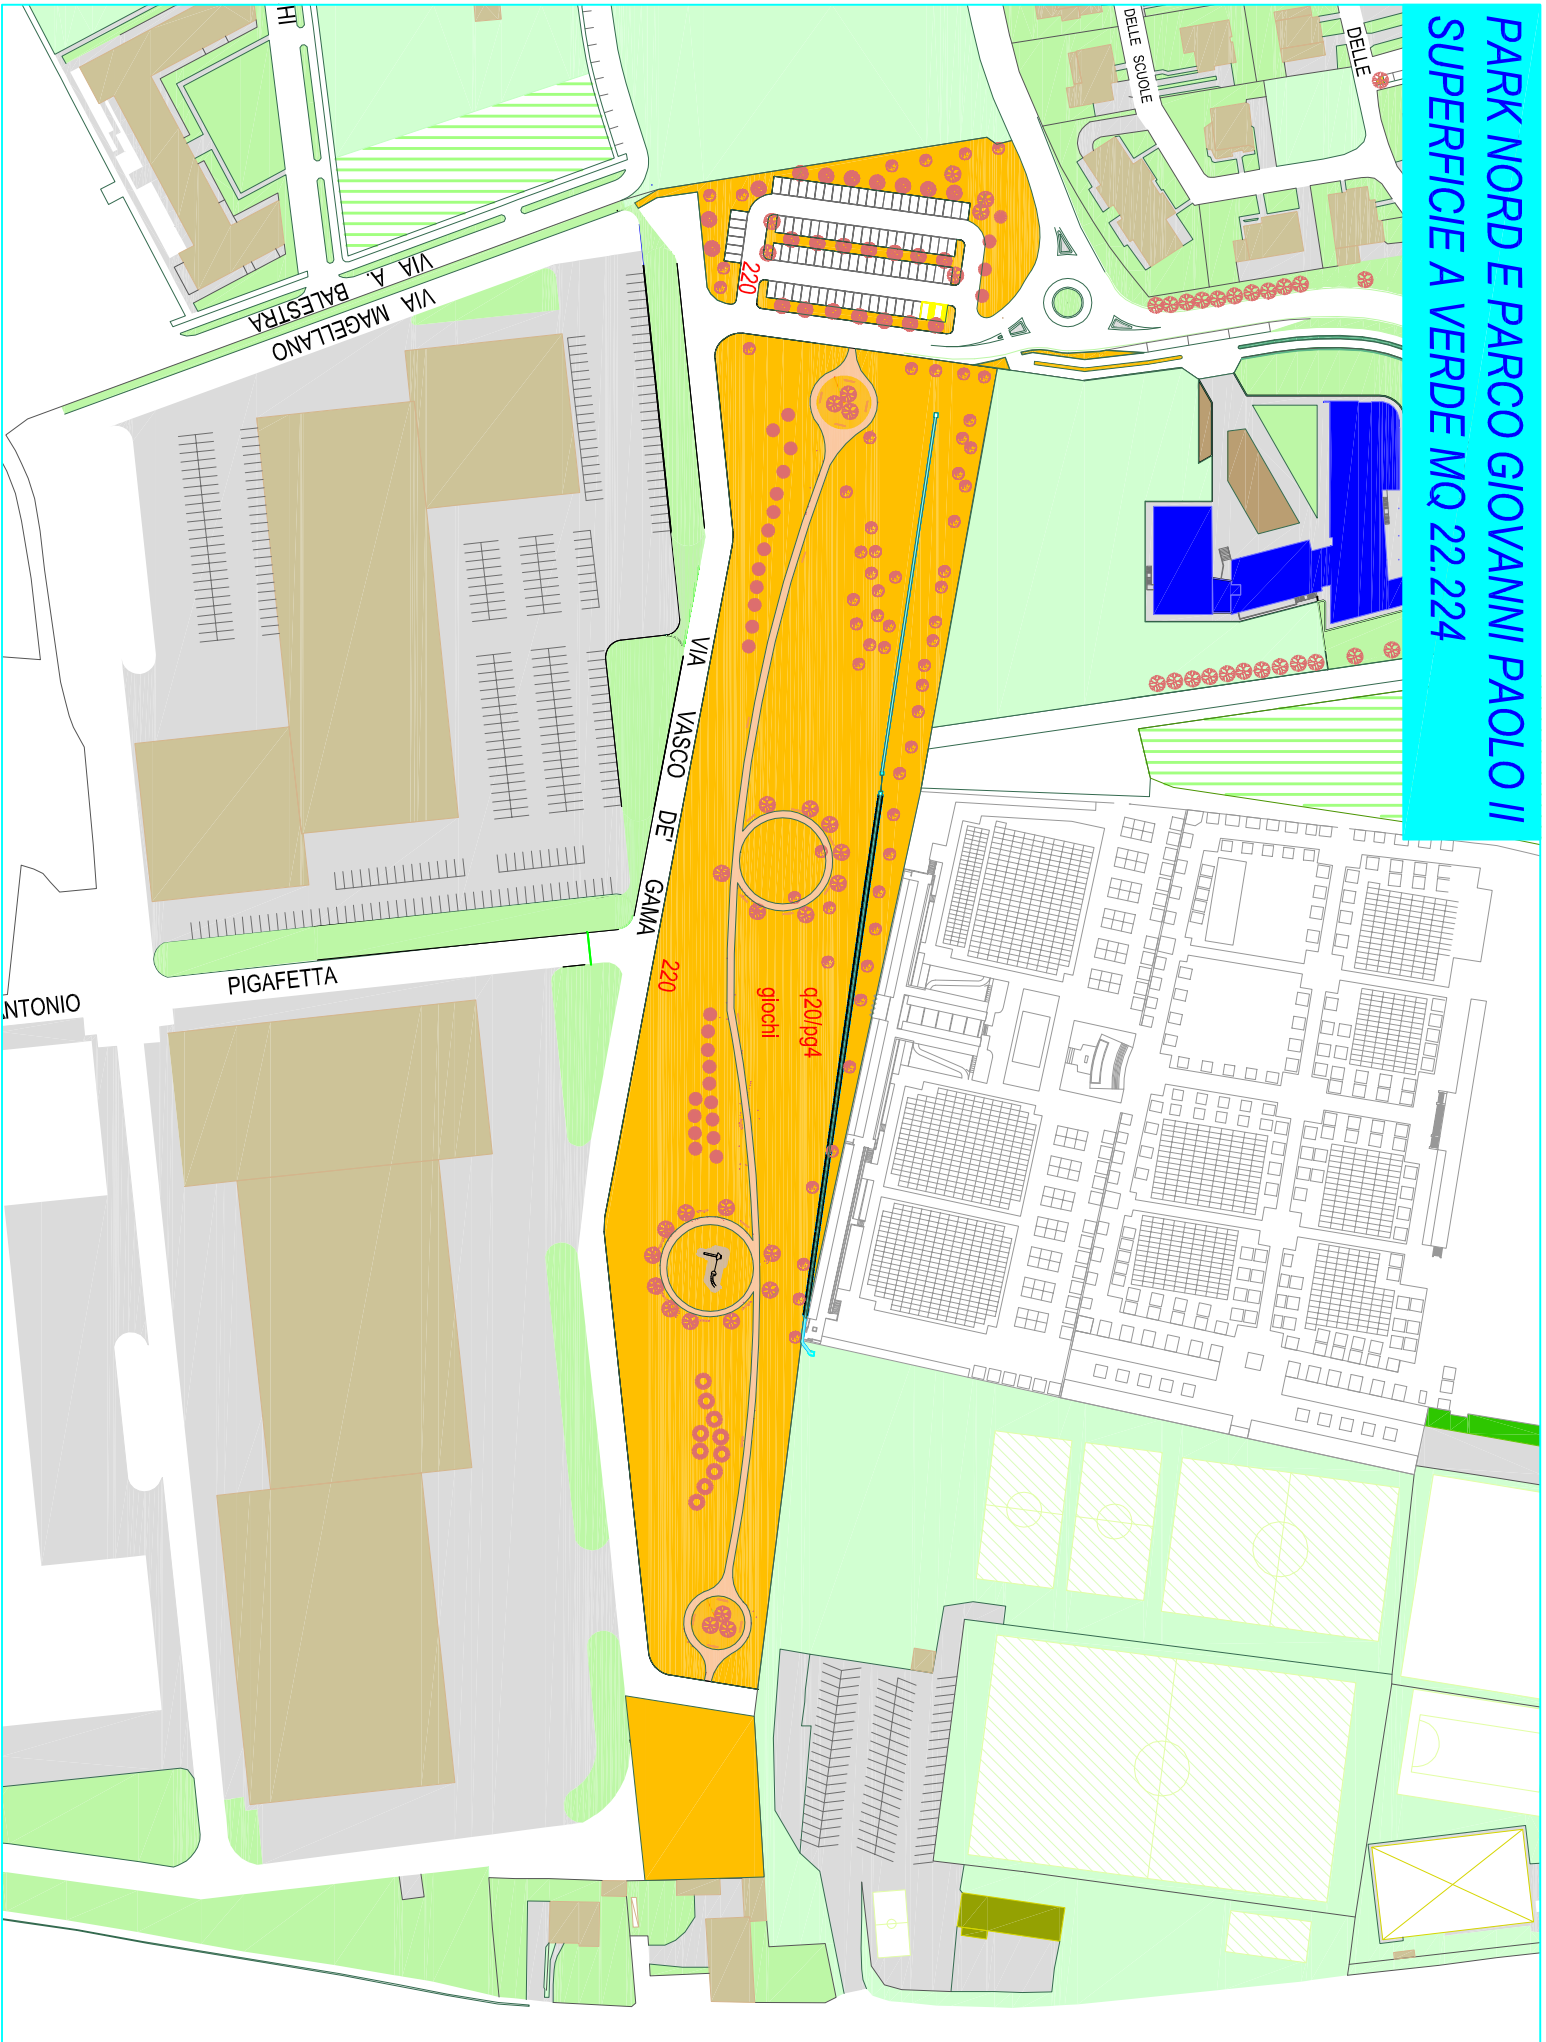 PARK NORD E PARCO GIOVANNI PAOLO II
SUPERFICIE A VERDE MQ 22.224
DELLE
DELLE SCUOLE
HI
220
VIA A. BALESTRA
VIA MAGELLANO
VIA VASCO DE' GAMA
q20/pg4
giochi
220
PIGAFETTA
ANTONIO